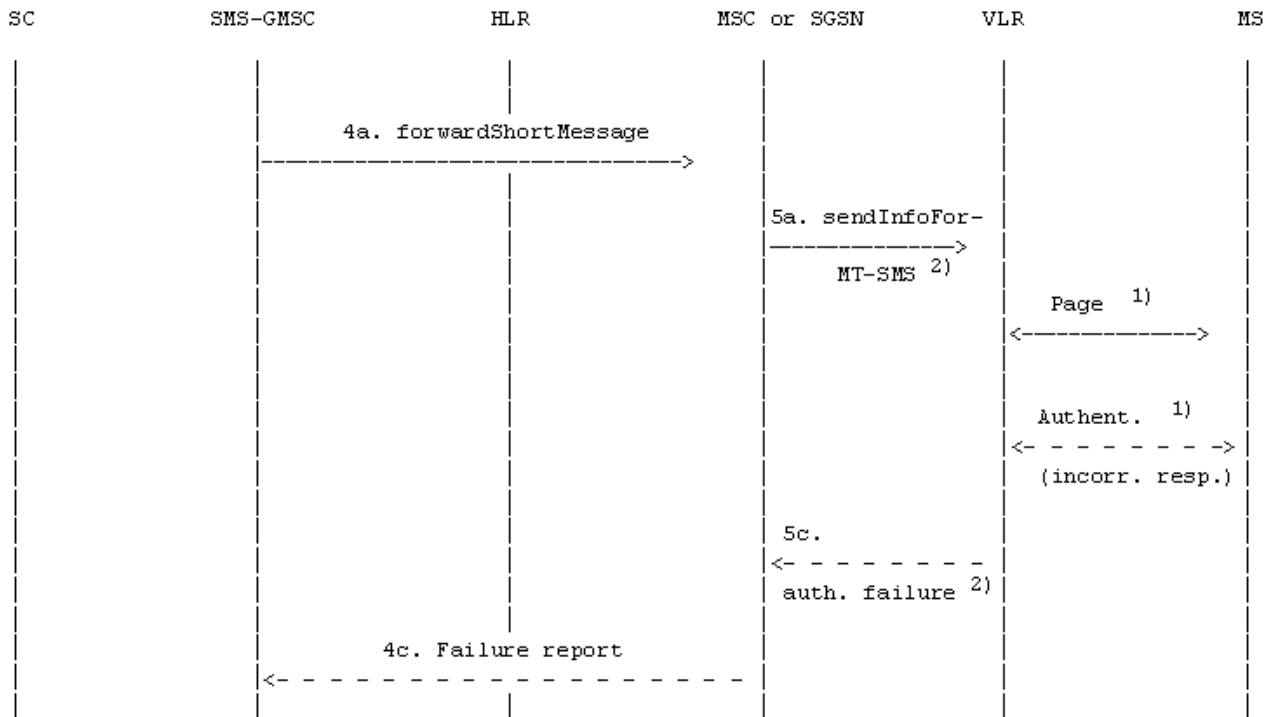 SC SMS-GMSC HLR MSC or SGSN VLR MS
4a. forwardShortMessage
5a. sendInfoFor-
MT-SMS 2)
Page 1)
Authent. 1)
(incorr. resp.)
5c.
auth. failure 2)
4c. Failure report